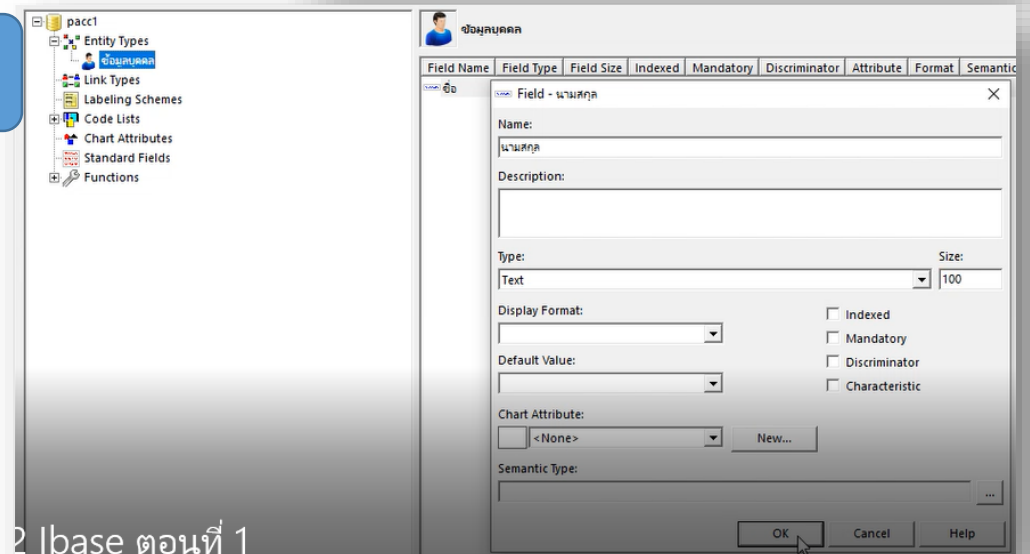 pacc1
Entity Types
ข้อมูลบุคคล
Link Types
Labeling Schemes
Code Lists
Chart Attributes
Standard Fields
Functions
ข้อมูลบุคคล
Field Name Field Type Field Size Indexed Mandatory Discriminator Attribute Format Semantic
ชื่อ
Field - นามสกุล
Name:
นามสกุล
Description:
Type: Size:
Text 100
Display Format:
Indexed
Mandatory
Default Value:
Discriminator
Characteristic
Chart Attribute:
<None> New...
Semantic Type:
...
OK Cancel Help
2 Ibase ตอนที่ 1